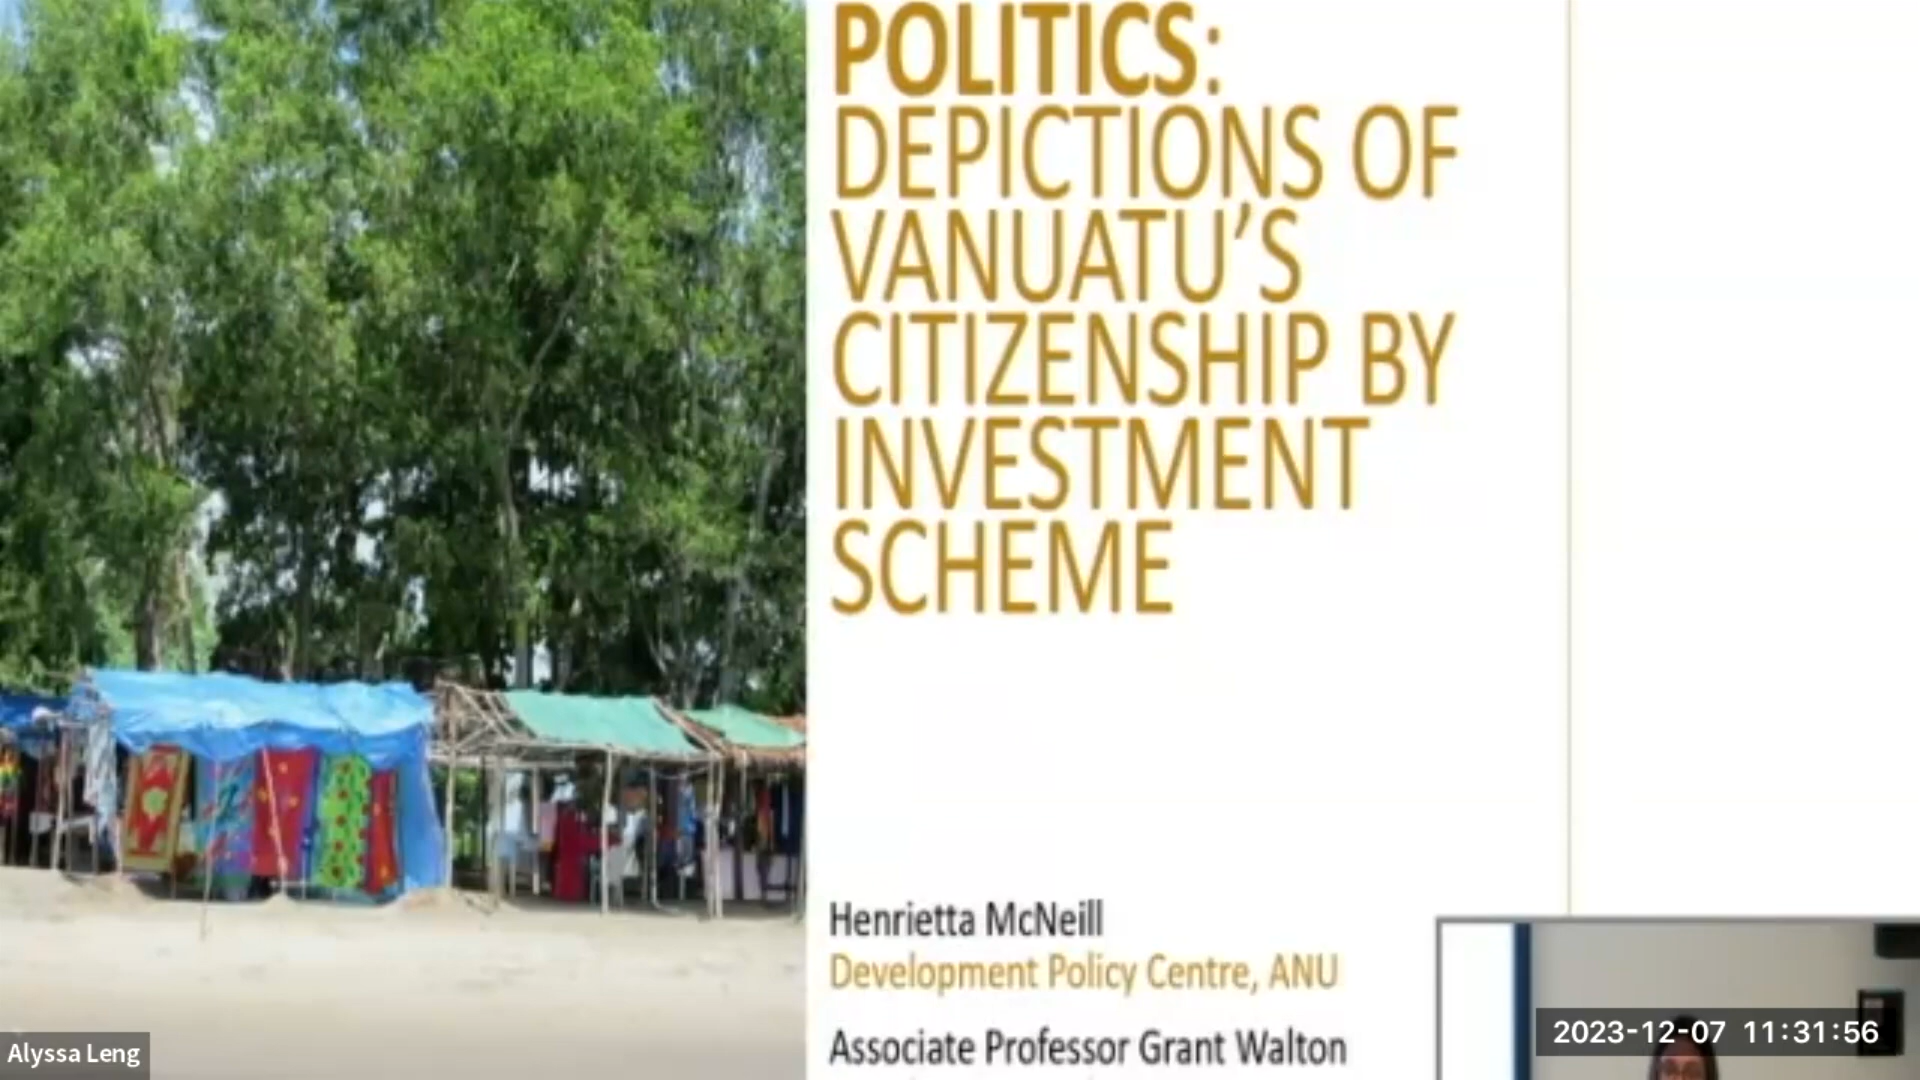 POLITICS:
DEPICTIONS OF
VANUATU’S
CITIZENSHIP BY
INVESTMENT
SCHEME
Henrietta McNeill
Development Policy Centre, ANU
Associate Professor Grant Walton
Alyssa Leng
2023-12-07 11:31:56